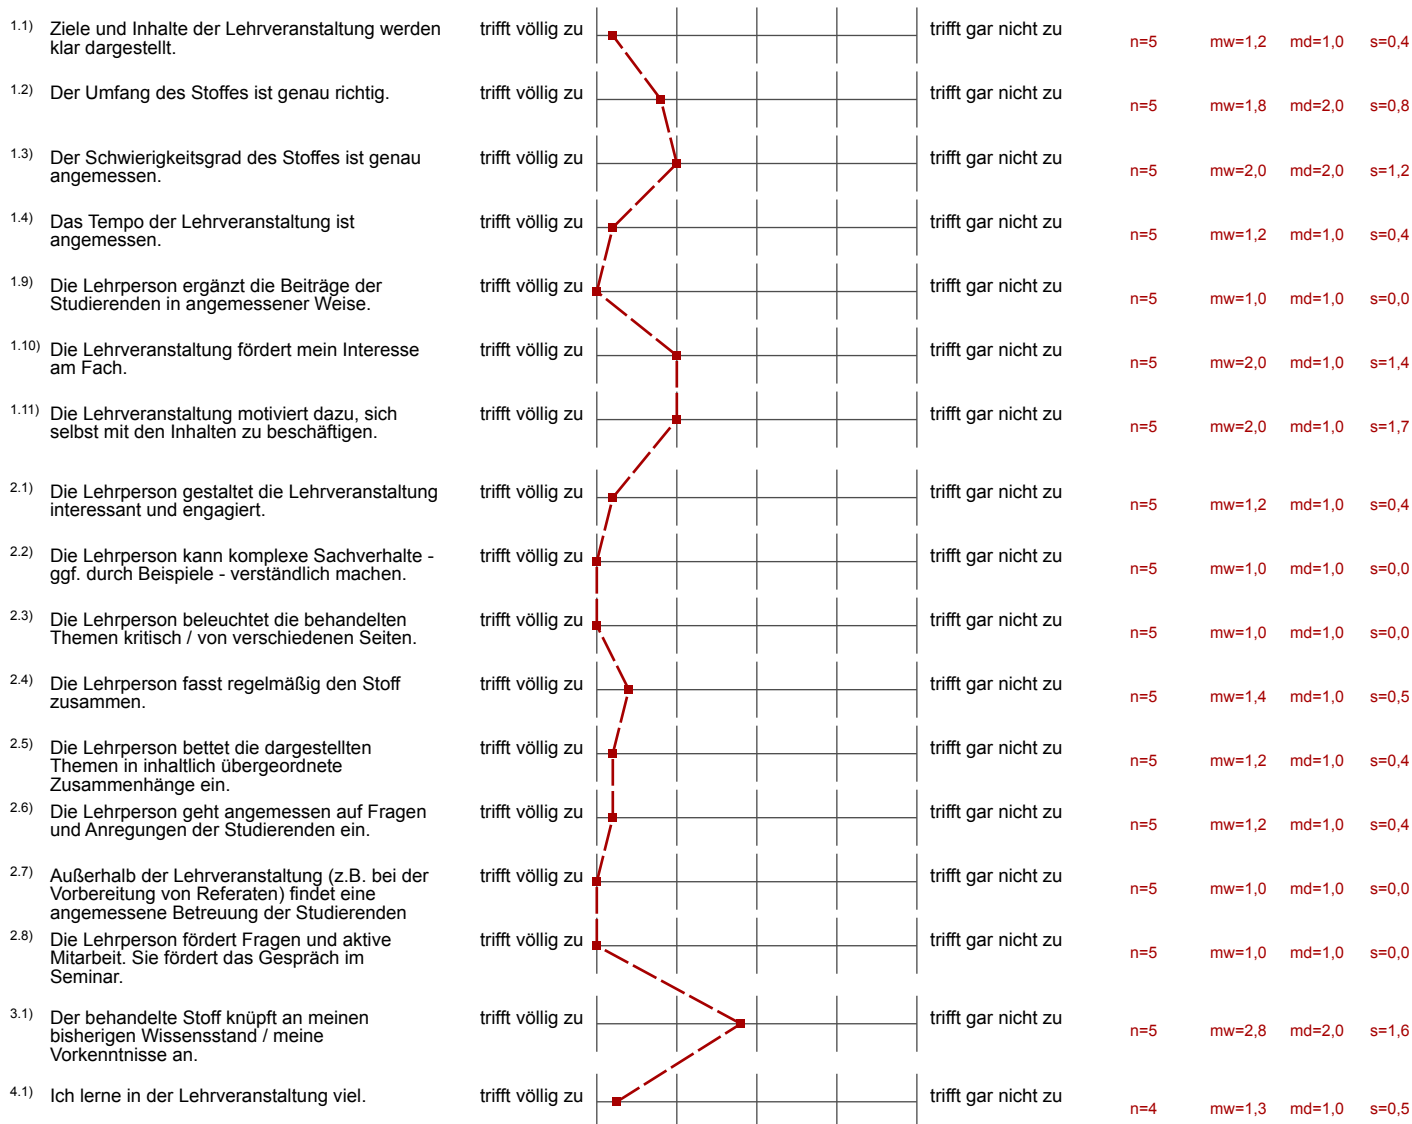 1.1) Ziele und Inhalte der Lehrveranstaltung werden trifft völlig zu trifft gar nicht zu
klar dargestellt. n=5 mw=1,2 md=1,0 s=0,4
1.2) Der Umfang des Stoffes ist genau richtig. trifft völlig zu trifft gar nicht zu
n=5 mw=1,8 md=2,0 s=0,8
1.3) Der Schwierigkeitsgrad des Stoffes ist genau trifft völlig zu trifft gar nicht zu
angemessen. n=5 mw=2,0 md=2,0 s=1,2
1.4) Das Tempo der Lehrveranstaltung ist trifft völlig zu trifft gar nicht zu
angemessen. n=5 mw=1,2 md=1,0 s=0,4
1.9) Die Lehrperson ergänzt die Beiträge der trifft völlig zu trifft gar nicht zu
Studierenden in angemessener Weise. n=5 mw=1,0 md=1,0 s=0,0
1.10) Die Lehrveranstaltung fördert mein Interesse trifft völlig zu trifft gar nicht zu
am Fach. n=5 mw=2,0 md=1,0 s=1,4
1.11) Die Lehrveranstaltung motiviert dazu, sich trifft völlig zu trifft gar nicht zu
selbst mit den Inhalten zu beschäftigen. n=5 mw=2,0 md=1,0 s=1,7
2.1) Die Lehrperson gestaltet die Lehrveranstaltung trifft völlig zu trifft gar nicht zu
interessant und engagiert. n=5 mw=1,2 md=1,0 s=0,4
2.2) Die Lehrperson kann komplexe Sachverhalte - trifft völlig zu trifft gar nicht zu
ggf. durch Beispiele - verständlich machen. n=5 mw=1,0 md=1,0 s=0,0
2.3) Die Lehrperson beleuchtet die behandelten trifft völlig zu trifft gar nicht zu
Themen kritisch / von verschiedenen Seiten. n=5 mw=1,0 md=1,0 s=0,0
2.4) Die Lehrperson fasst regelmäßig den Stoff trifft völlig zu trifft gar nicht zu
zusammen. n=5 mw=1,4 md=1,0 s=0,5
2.5) Die Lehrperson bettet die dargestellten trifft völlig zu trifft gar nicht zu
Themen in inhaltlich übergeordnete n=5 mw=1,2 md=1,0 s=0,4
Zusammenhänge ein.
2.6) Die Lehrperson geht angemessen auf Fragen trifft völlig zu trifft gar nicht zu
und Anregungen der Studierenden ein. n=5 mw=1,2 md=1,0 s=0,4
2.7) Außerhalb der Lehrveranstaltung (z.B. bei der trifft völlig zu trifft gar nicht zu
Vorbereitung von Referaten) findet eine n=5 mw=1,0 md=1,0 s=0,0
angemessene Betreuung der Studierenden
2.8) Die Lehrperson fördert Fragen und aktive trifft völlig zu trifft gar nicht zu
Mitarbeit. Sie fördert das Gespräch im n=5 mw=1,0 md=1,0 s=0,0
Seminar.
3.1) Der behandelte Stoff knüpft an meinen trifft völlig zu trifft gar nicht zu
bisherigen Wissensstand / meine n=5 mw=2,8 md=2,0 s=1,6
Vorkenntnisse an.
4.1) Ich lerne in der Lehrveranstaltung viel. trifft völlig zu trifft gar nicht zu
n=4 mw=1,3 md=1,0 s=0,5